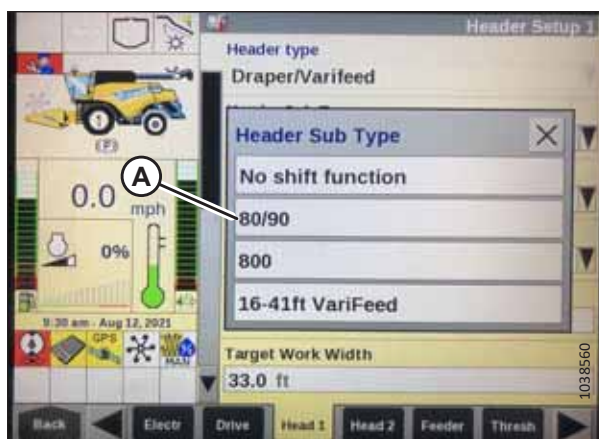 Header Setup 1
Header type
Draper/Varifeed
Header Sub Type
No shift function
80/90
800
16-41ft VariFeed
A
(F)
0.0 mph
0%
9:30 am - Aug 12, 2021
GPS
MAN
Target Work Width
33.0 ft
Back
Electr
Drive
Head 1
Head 2
Feeder
Thresh
1038560